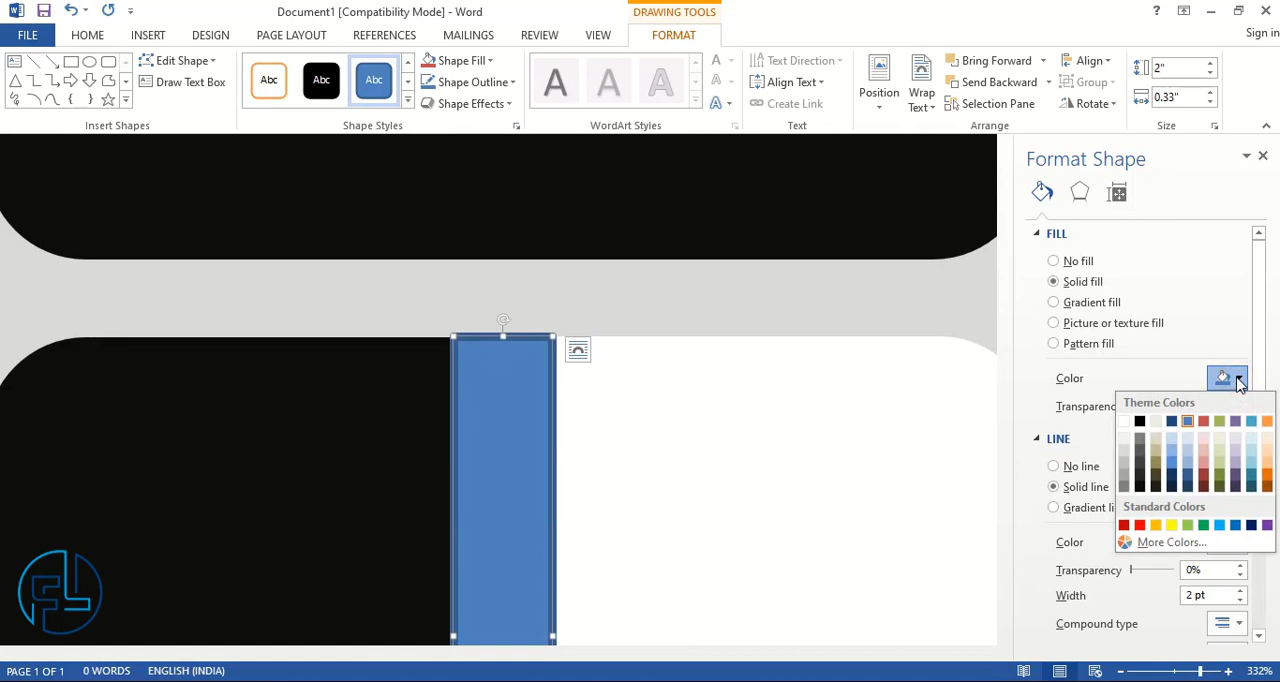 Document1 [Compatibility Mode] - Word
DRAWING TOOLS
?
Sign in
FILE HOME INSERT DESIGN PAGE LAYOUT REFERENCES MAILINGS REVIEW VIEW FORMAT
Edit Shape
Draw Text Box
Insert Shapes
Abc Abc Abc
Shape Fill
Shape Outline
Shape Effects
Shape Styles
A A A
A
A
A
WordArt Styles
Text Direction
Align Text
Create Link
Text
Position
Wrap
Text
Bring Forward
Send Backward
Selection Pane
Align
Group
Rotate
Arrange
2"
0.33"
Size
Format Shape
FILL
No fill
Solid fill
Gradient fill
Picture or texture fill
Pattern fill
Color
Transparenc
Theme Colors
Standard Colors
More Colors...
LINE
No line
Solid line
Gradient li
Color
Transparency 0%
Width 2 pt
Compound type
PAGE 1 OF 1 0 WORDS ENGLISH (INDIA)
332%